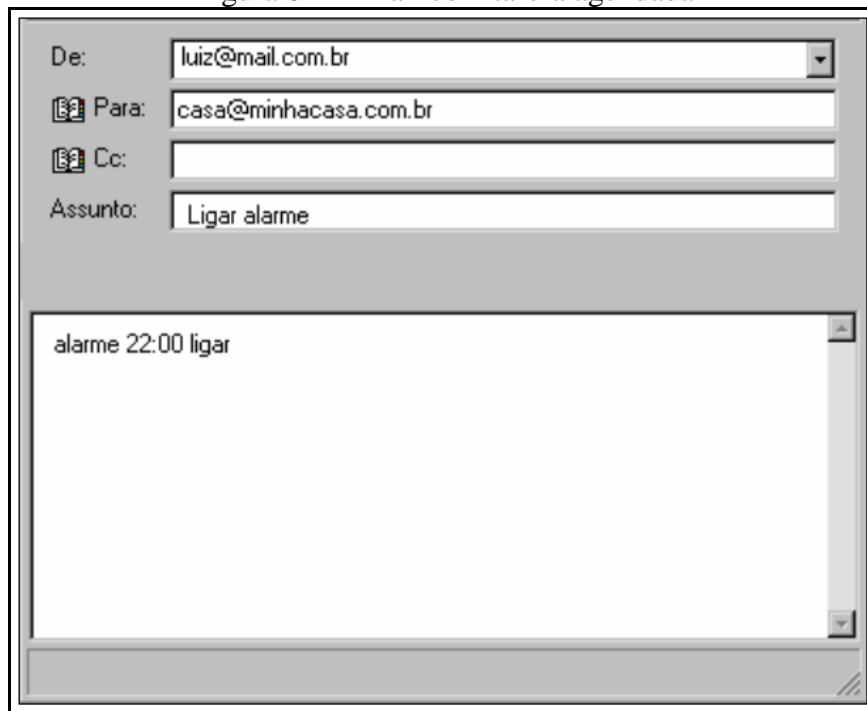 De: luiz@mail.com.br
Para: casa@minhacasa.com.br
Cc:
Assunto: Ligar alarme
alarme 22:00 ligar